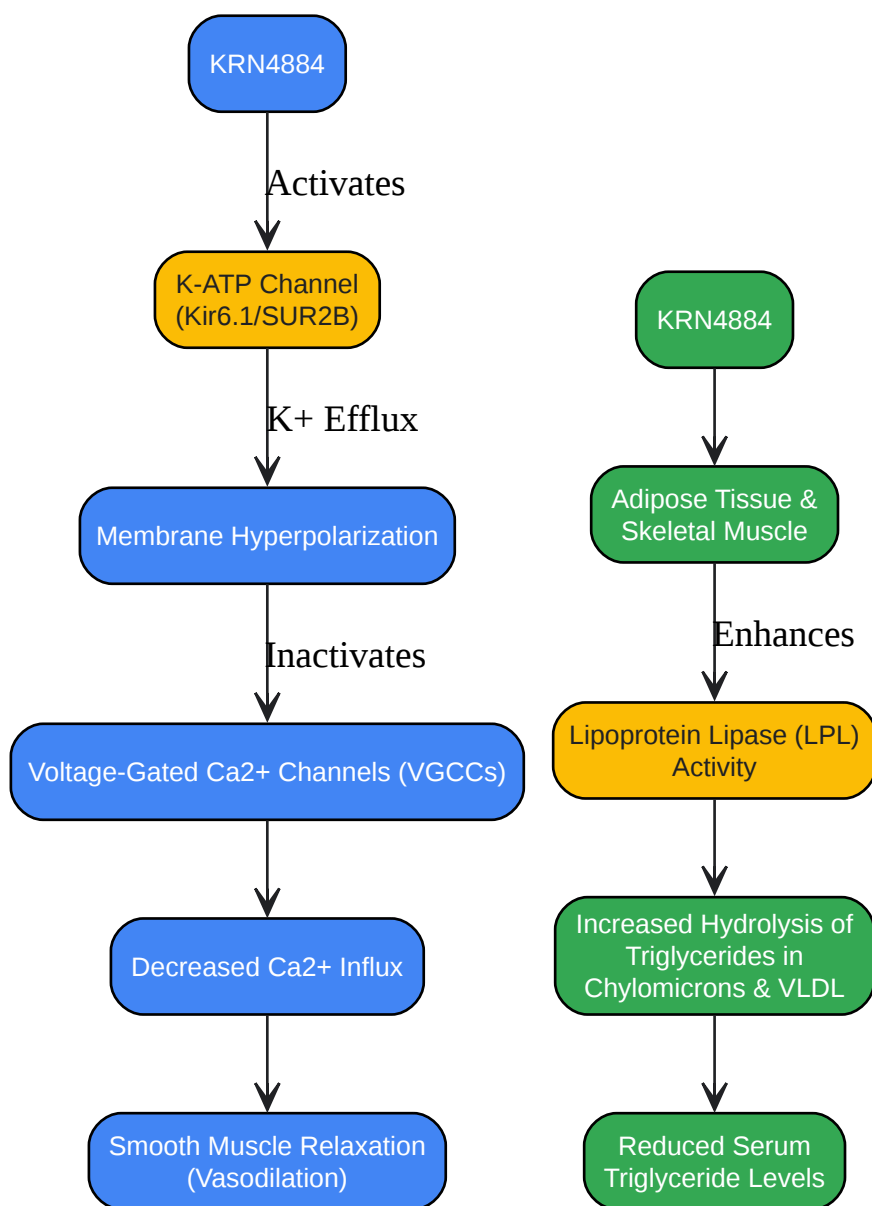 KRN4884
Activates
K-ATP Channel
(Kir6.1/SUR2B)
K+ Efflux
Membrane Hyperpolarization
Inactivates
Voltage-Gated Ca2+ Channels (VGCCs)
Decreased Ca2+ Influx
Smooth Muscle Relaxation
(Vasodilation)
KRN4884
Adipose Tissue &
Skeletal Muscle
Enhances
Lipoprotein Lipase (LPL)
Activity
Increased Hydrolysis of
Triglycerides in
Chylomicrons & VLDL
Reduced Serum
Triglyceride Levels